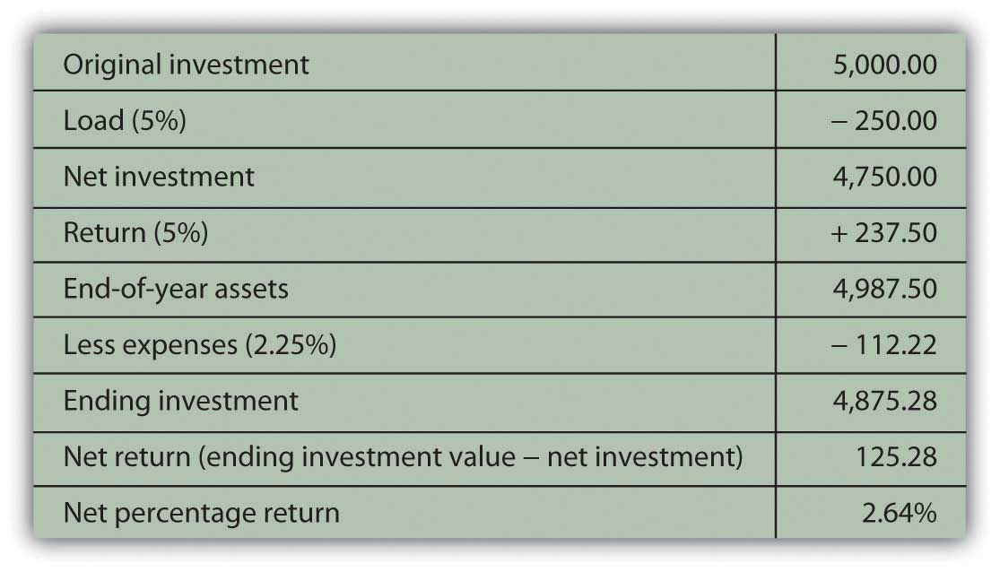 Original investment 5,000.00
Load (5%) – 250.00
Net investment 4,750.00
Return (5%) + 237.50
End-of-year assets 4,987.50
Less expenses (2.25%) – 112.22
Ending investment 4,875.28
Net return (ending investment value – net investment) 125.28
Net percentage return 2.64%